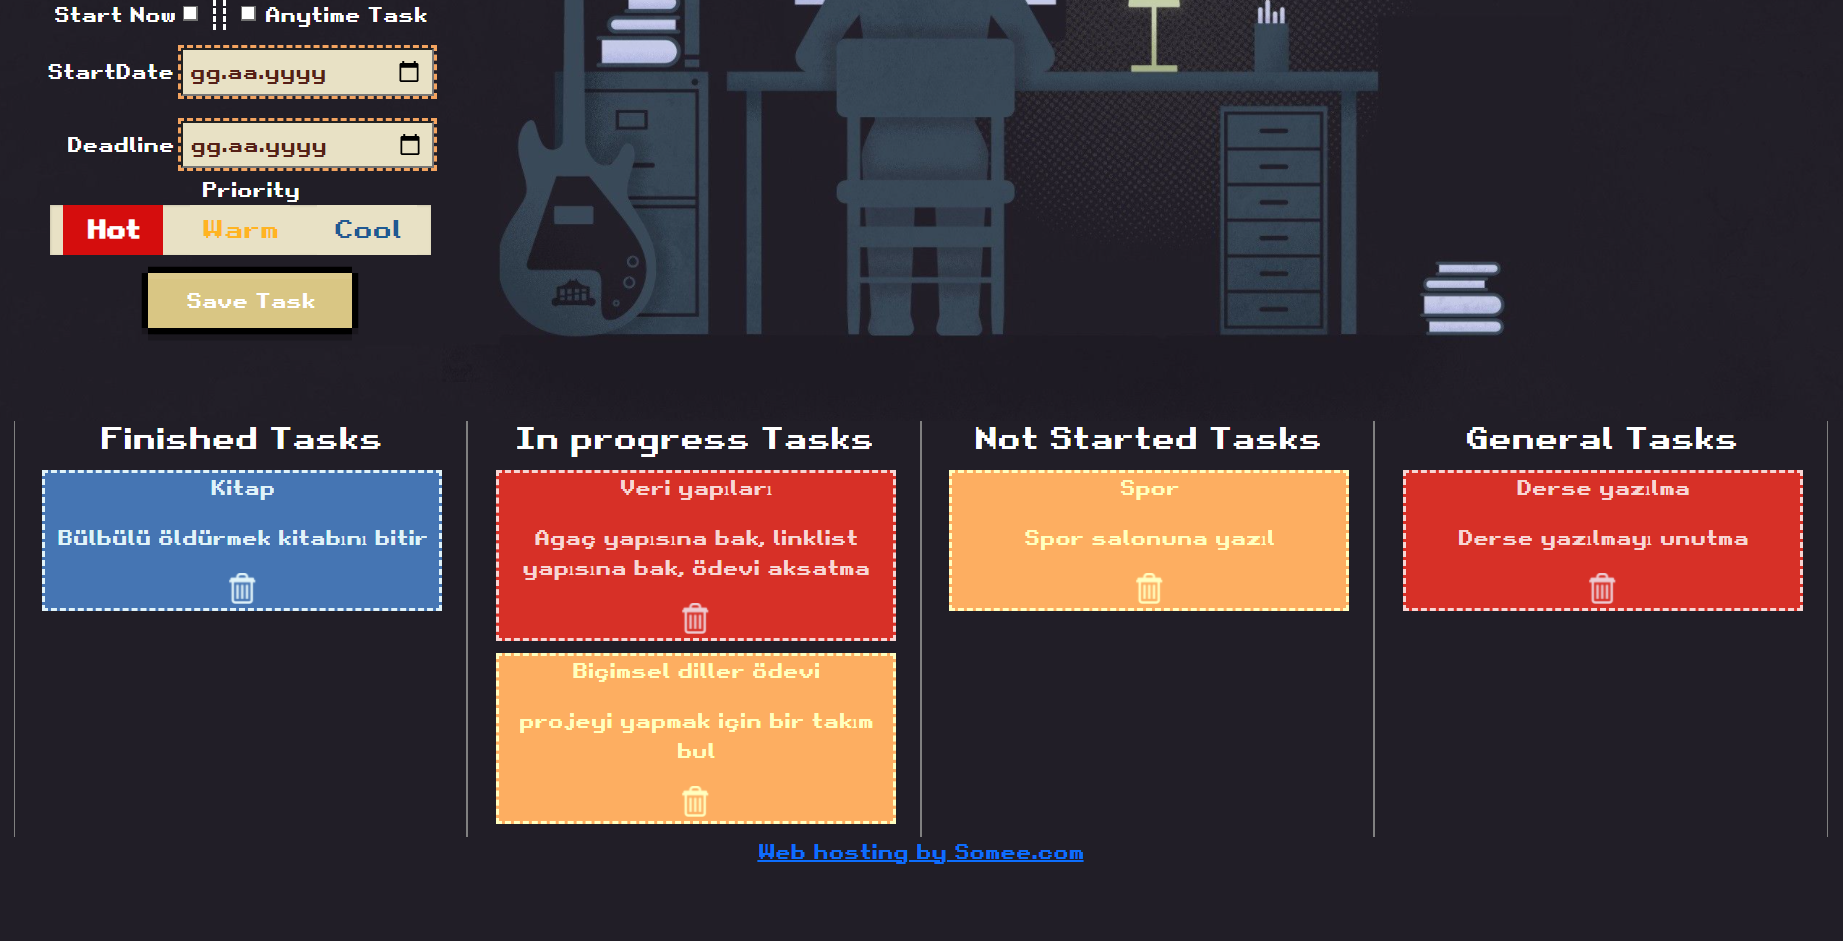 Start Now Anytime Task
StartDate gg.aa.yyyy
Deadline gg.aa.yyyy
Priority
Hot Warm Cool
Save Task
Finished Tasks
Kitap
Bülbülü öldürmek kitabını bitir
In progress Tasks
Veri yapıları
Agaç yapısına bak, linklist
yapısına bak, ödevi aksatma
Biçimsel diller ödevi
projeyi yapmak için bir takım
bul
Not Started Tasks
Spor
Spor salonuna yazıl
General Tasks
Derse yazılma
Derse yazılmayı unutma
Web hosting by Somee.com